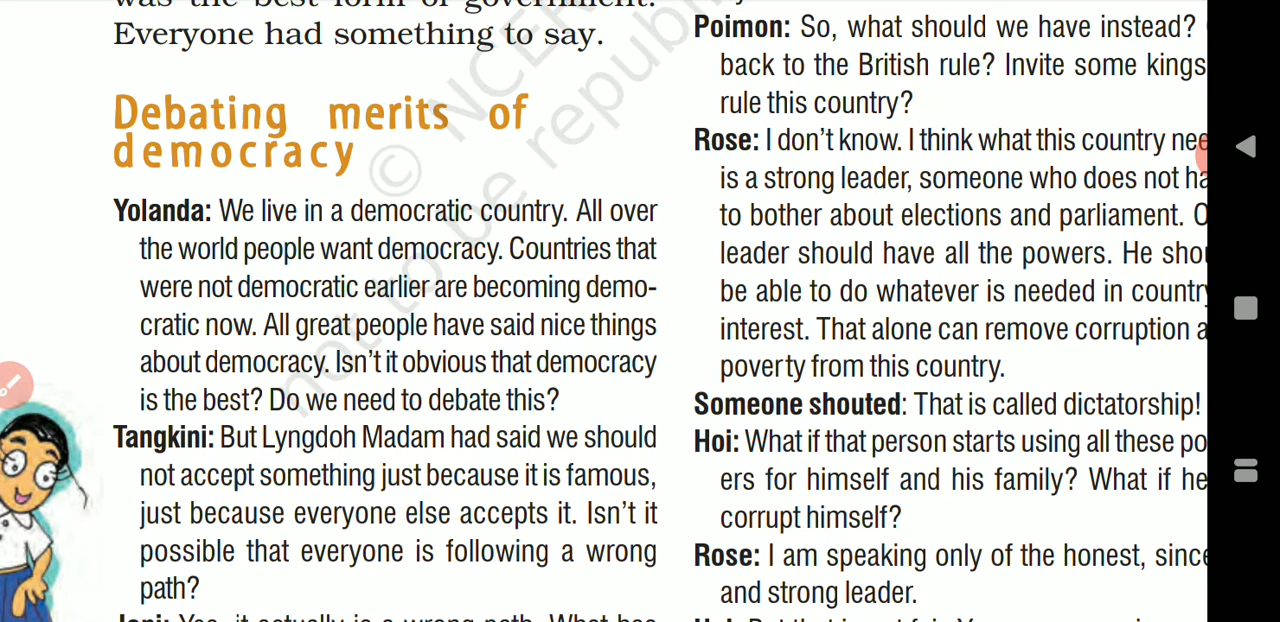 Everyone had something to say.
Debating merits of
democracy
Yolanda: We live in a democratic country. All over
the world people want democracy. Countries that
were not democratic earlier are becoming demo-
cratic now. All great people have said nice things
about democracy. Isn't it obvious that democracy
is the best? Do we need to debate this?
Tangkini: But Lyngdoh Madam had said we should
not accept something just because it is famous,
just because everyone else accepts it. Isn't it
possible that everyone is following a wrong
path?
Poimon: So, what should we have instead?
back to the British rule? Invite some kings
rule this country?
Rose: I don't know. I think what this country
is a strong leader, someone who does not
to bother about elections and parliament.
leader should have all the powers. He
be able to do whatever is needed in
interest. That alone can remove corruption
poverty from this country.
Someone shouted: That is called dictatorship!
Hoi: What if that person starts using all these
ers for himself and his family? What if he
corrupt himself?
Rose: I am speaking only of the honest,
and strong leader.
© NCER
not to be republi